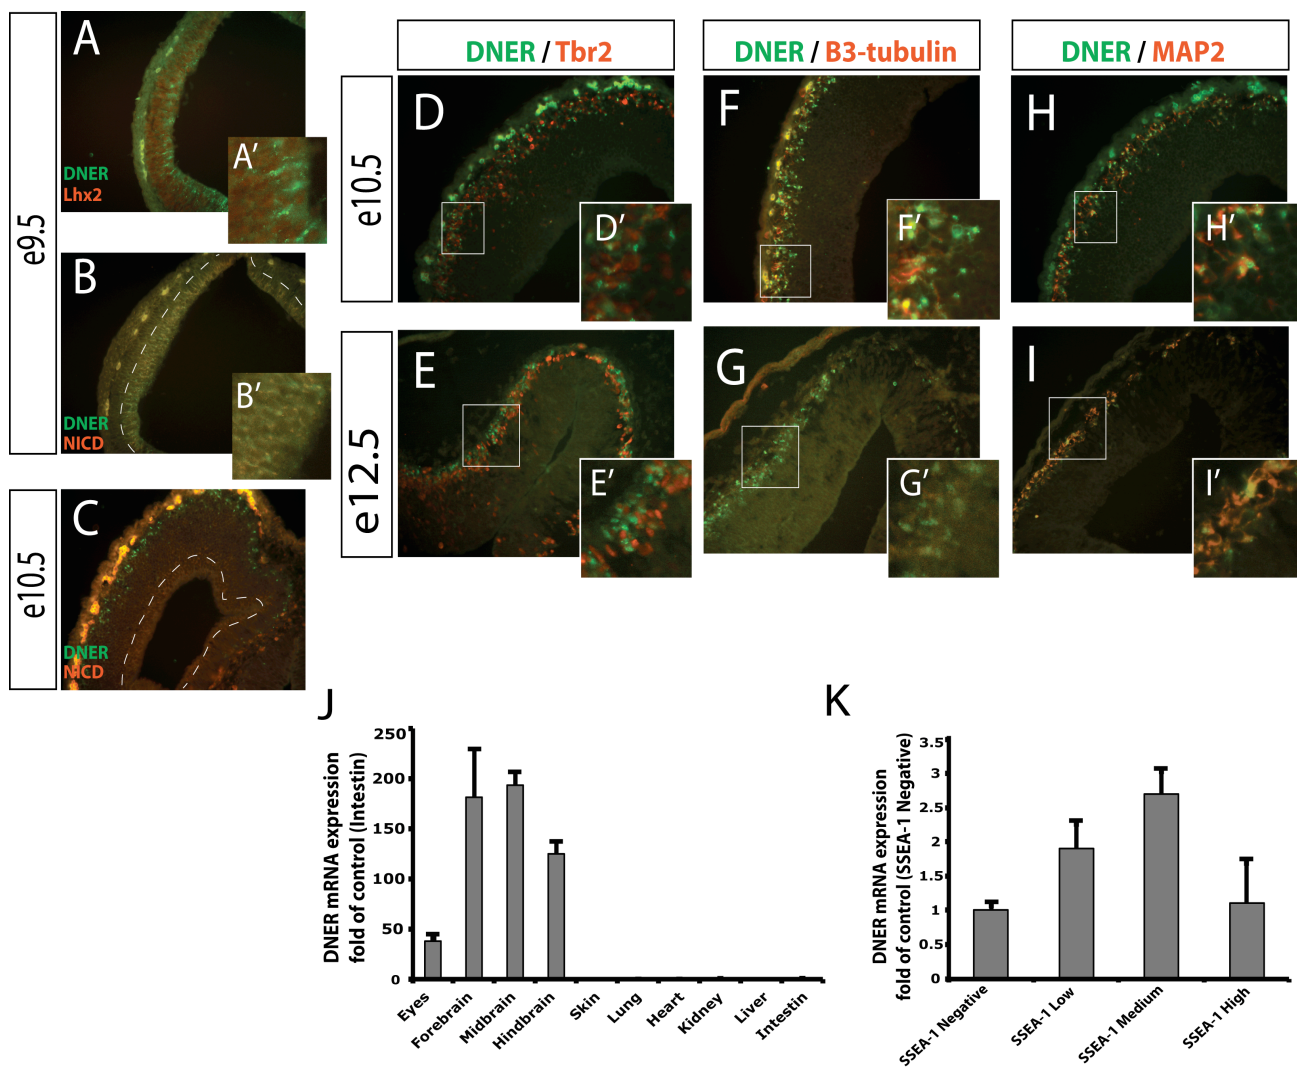 e9.5
A
DNER
Lhx2
A′
B
DNER
NICD
B′
e10.5
C
DNER
NICD
DNER / Tbr2
DNER / B3-tubulin
DNER / MAP2
e10.5
D
D′
F
F′
H
H′
e12.5
E
E′
G
G′
I
I′
J
DNER mRNA expression
fold of control (Intestin)
250
200
150
100
50
0
Eyes
Forebrain
Midbrain
Hindbrain
Skin
Lung
Heart
Kidney
Liver
Intestin
K
DNER mRNA expression
fold of control (SSEA-1 Negative)
3.5
3
2.5
2
1.5
1
0.5
0
SSEA-1 Negative
SSEA-1 Low
SSEA-1 Medium
SSEA-1 High